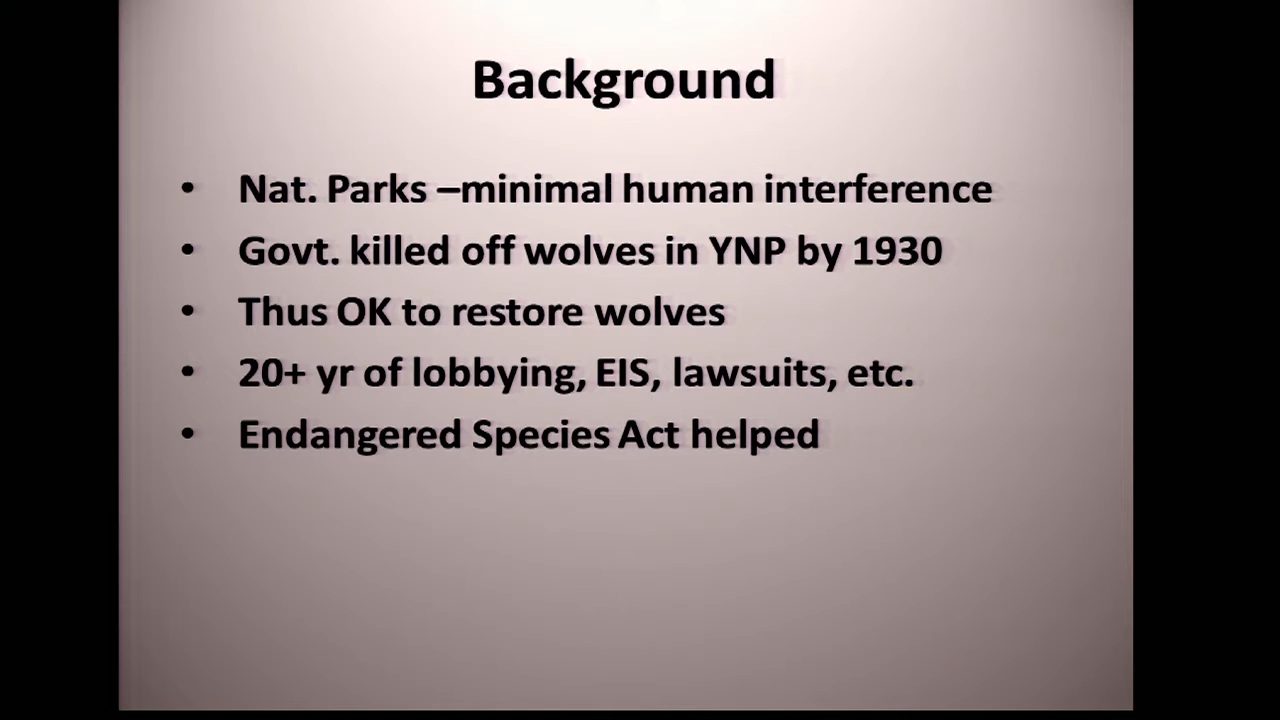 Background
• Nat. Parks –minimal human interference
• Govt. killed off wolves in YNP by 1930
• Thus OK to restore wolves
• 20+ yr of lobbying, EIS, lawsuits, etc.
• Endangered Species Act helped